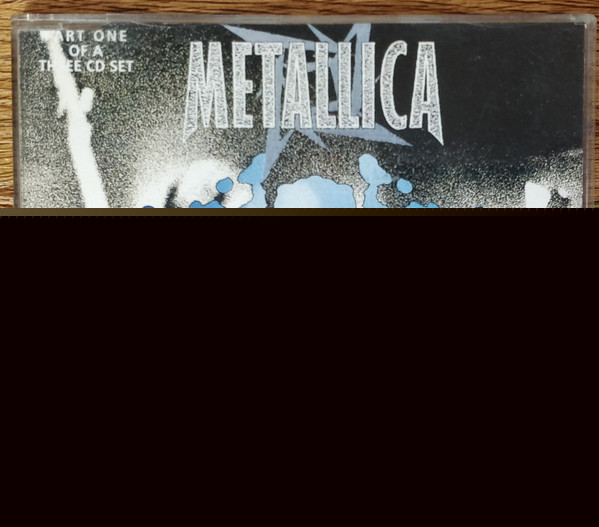 PART ONE
OF A
THREE CD SET
METALLICA